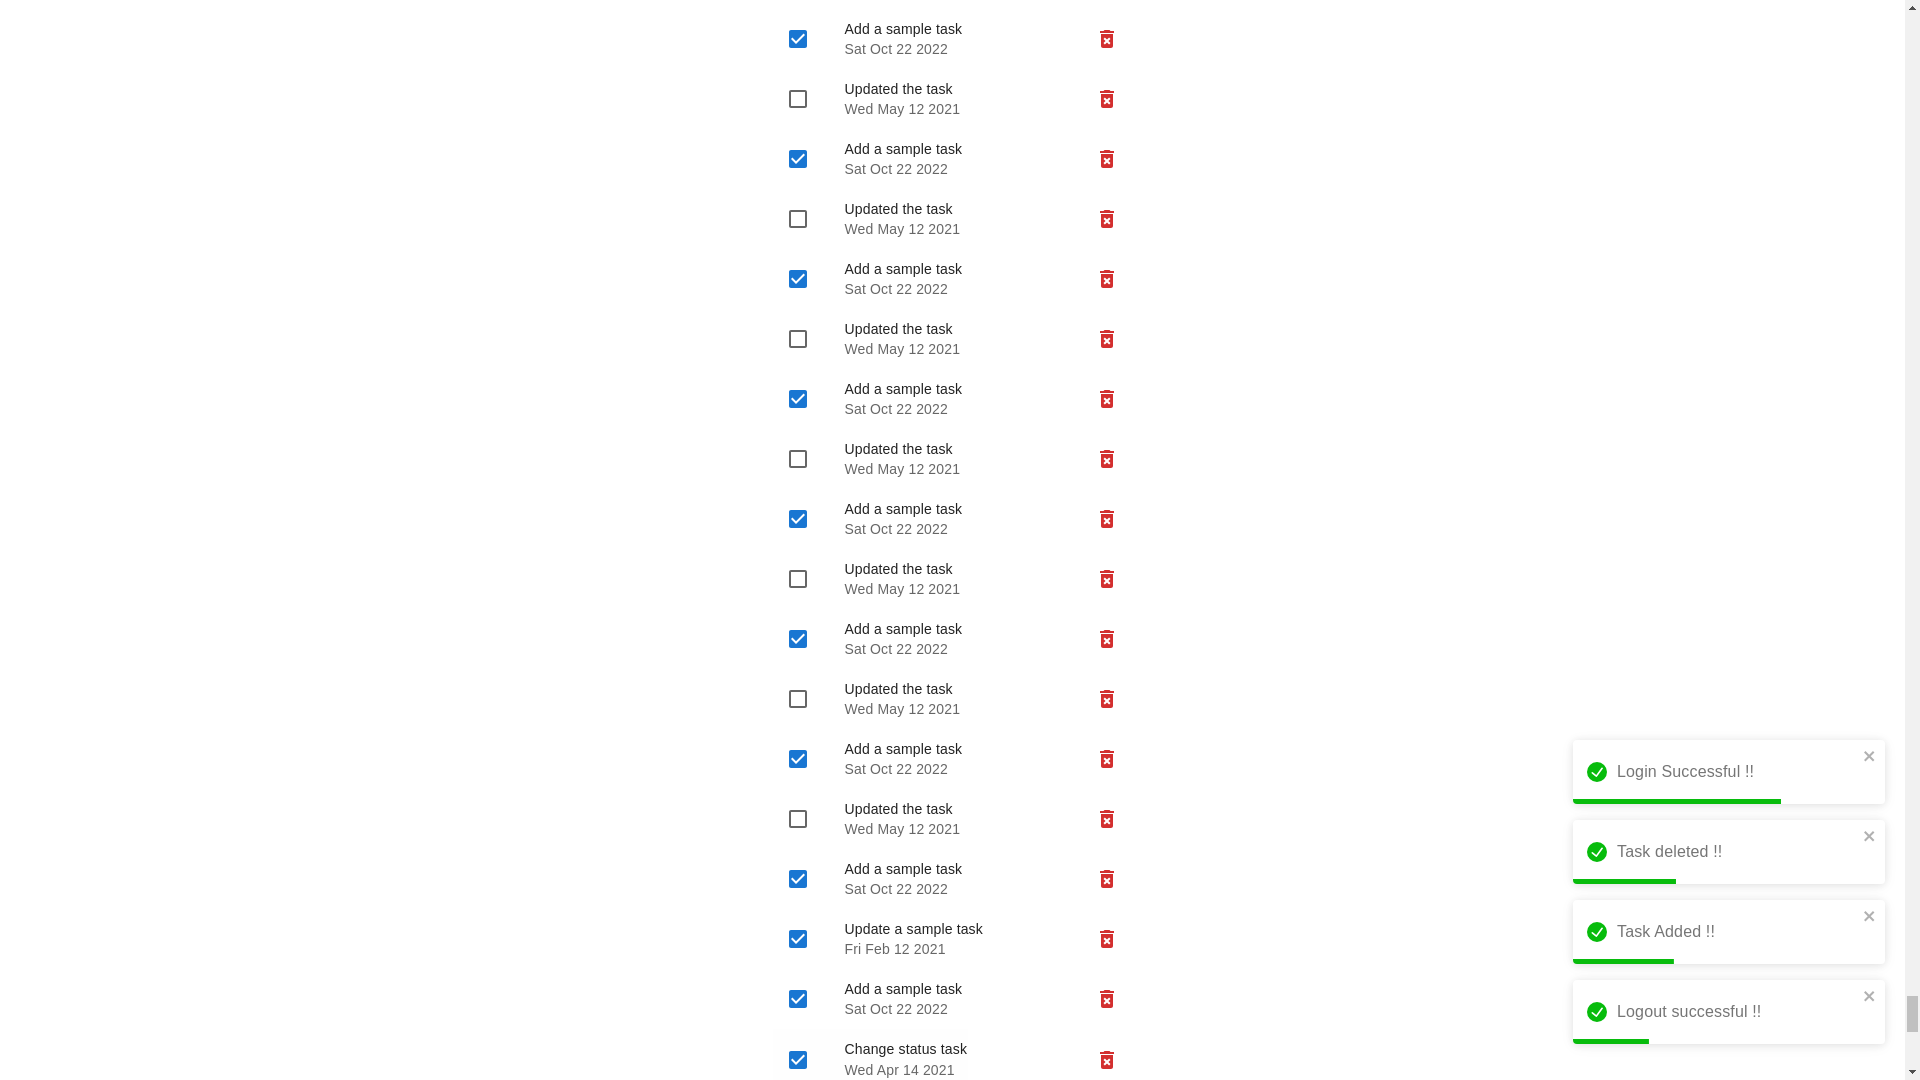 Add a sample task
Sat Oct 22 2022
Updated the task
Wed May 12 2021
Add a sample task
Sat Oct 22 2022
Updated the task
Wed May 12 2021
Add a sample task
Sat Oct 22 2022
Updated the task
Wed May 12 2021
Add a sample task
Sat Oct 22 2022
Updated the task
Wed May 12 2021
Add a sample task
Sat Oct 22 2022
Updated the task
Wed May 12 2021
Add a sample task
Sat Oct 22 2022
Updated the task
Wed May 12 2021
Add a sample task
Sat Oct 22 2022
Updated the task
Wed May 12 2021
Add a sample task
Sat Oct 22 2022
Update a sample task
Fri Feb 12 2021
Add a sample task
Sat Oct 22 2022
Change status task
Wed Apr 14 2021
Login Successful !!
Task deleted !!
Task Added !!
Logout successful !!